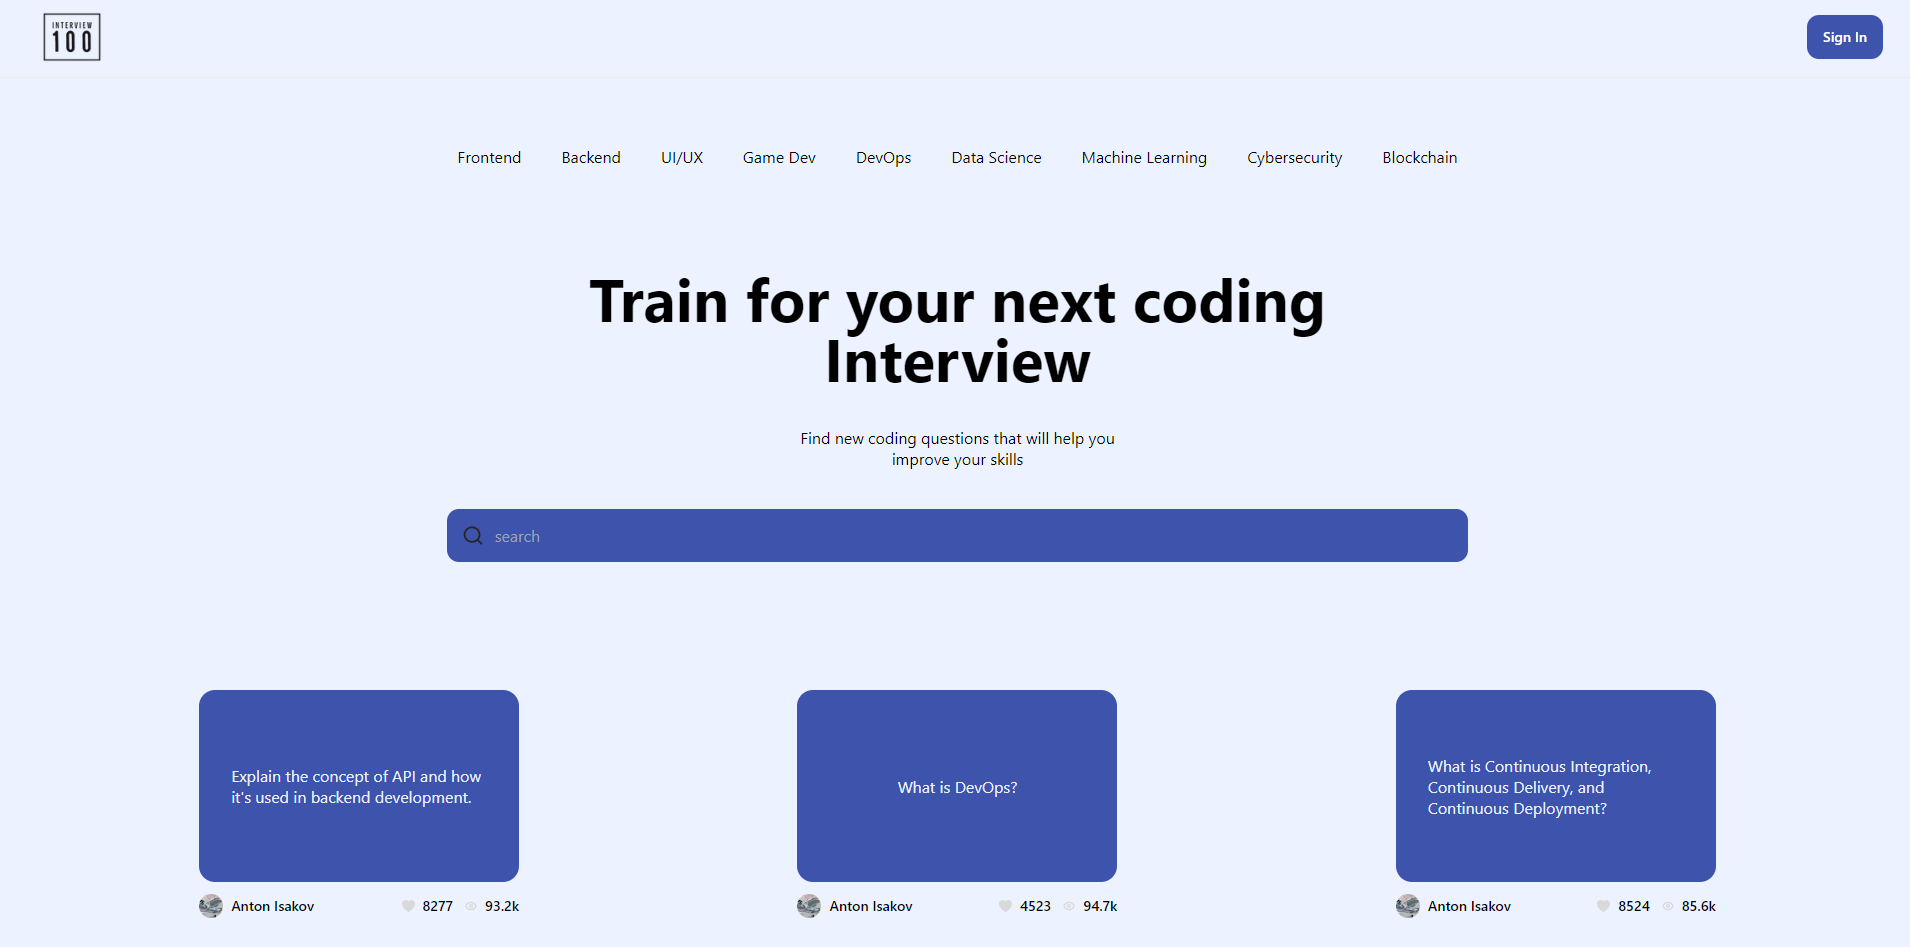 INTERVIEW
100
Sign In
Frontend Backend UI/UX Game Dev DevOps Data Science Machine Learning Cybersecurity Blockchain
Train for your next coding
Interview
Find new coding questions that will help you
improve your skills
search
Explain the concept of API and how
it's used in backend development.
Anton Isakov 8277 93.2k
What is DevOps?
Anton Isakov 4523 94.7k
What is Continuous Integration,
Continuous Delivery, and
Continuous Deployment?
Anton Isakov 8524 85.6k